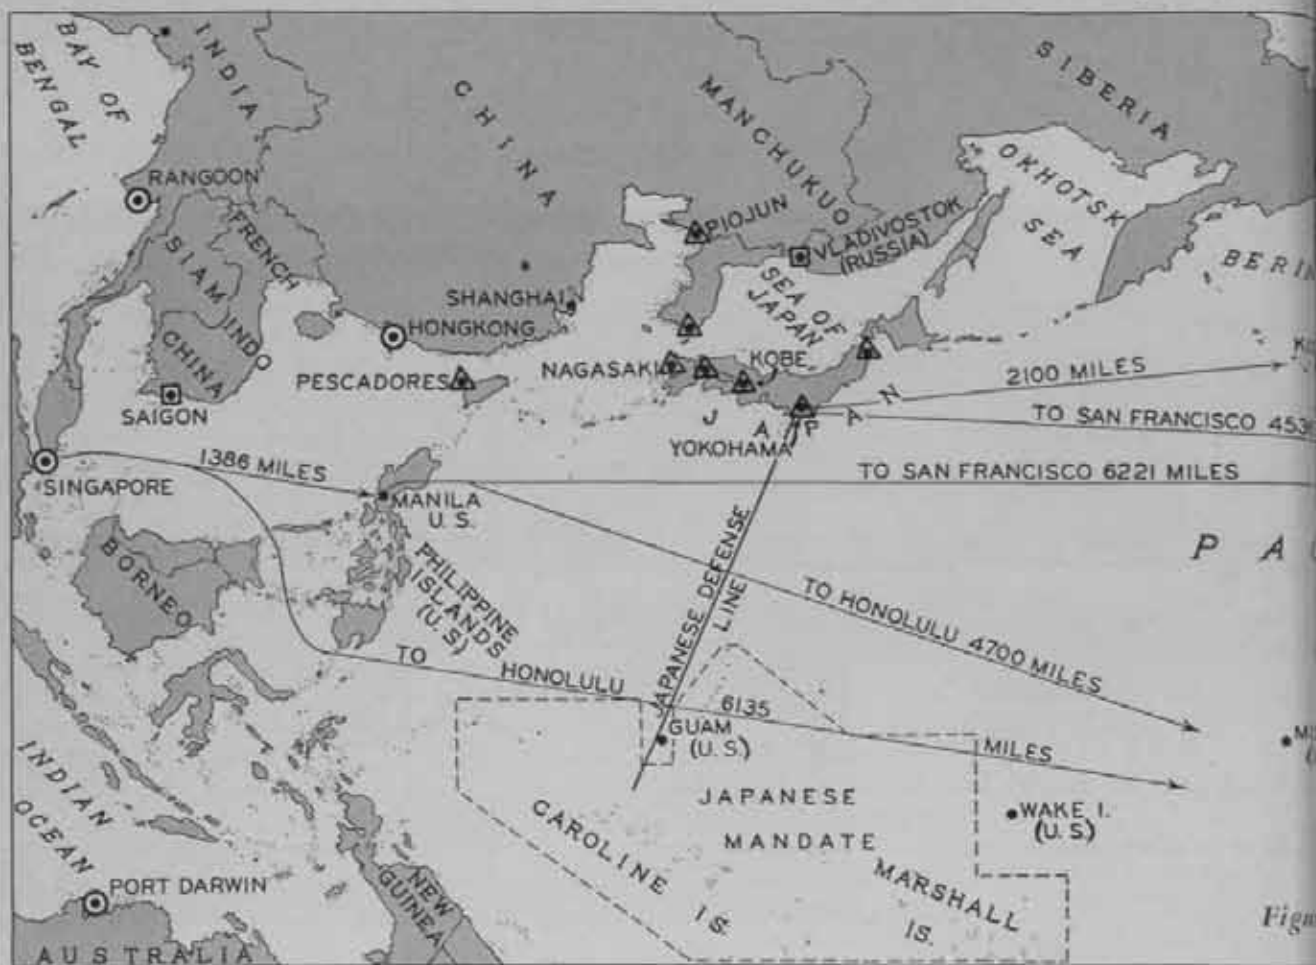 BAY OF
BENGAL
INDIA
CHINA
MANCHUKUO
SIBERIA
OKHOTSK
SEA
RANGOON
SIAM
FRENCH
INDO
CHINA
PIOJUN
VLADIVOSTOK
(RUSSIA)
SEA OF
JAPAN
SHANGHAI
HONGKONG
PESCADORES
NAGASAKI
KOBE
JAPAN
YOKOHAMA
2100 MILES
TO SAN FRANCISCO 453
TO SAN FRANCISCO 6221 MILES
SAIGON
SINGAPORE
1386 MILES
MANILA
U.S.
BORNEO
PHILIPPINE
ISLANDS
(U.S.)
JAPANESE DEFENSE
LINE
TO HONOLULU 4700 MILES
TO HONOLULU 6135 MILES
GUAM
(U.S.)
JAPANESE
MANDATE
CAROLINE
IS.
MARSHALL
IS.
WAKE I.
(U.S.)
INDIAN
OCEAN
PORT DARWIN
NEW
GUINEA
AUSTRALIA